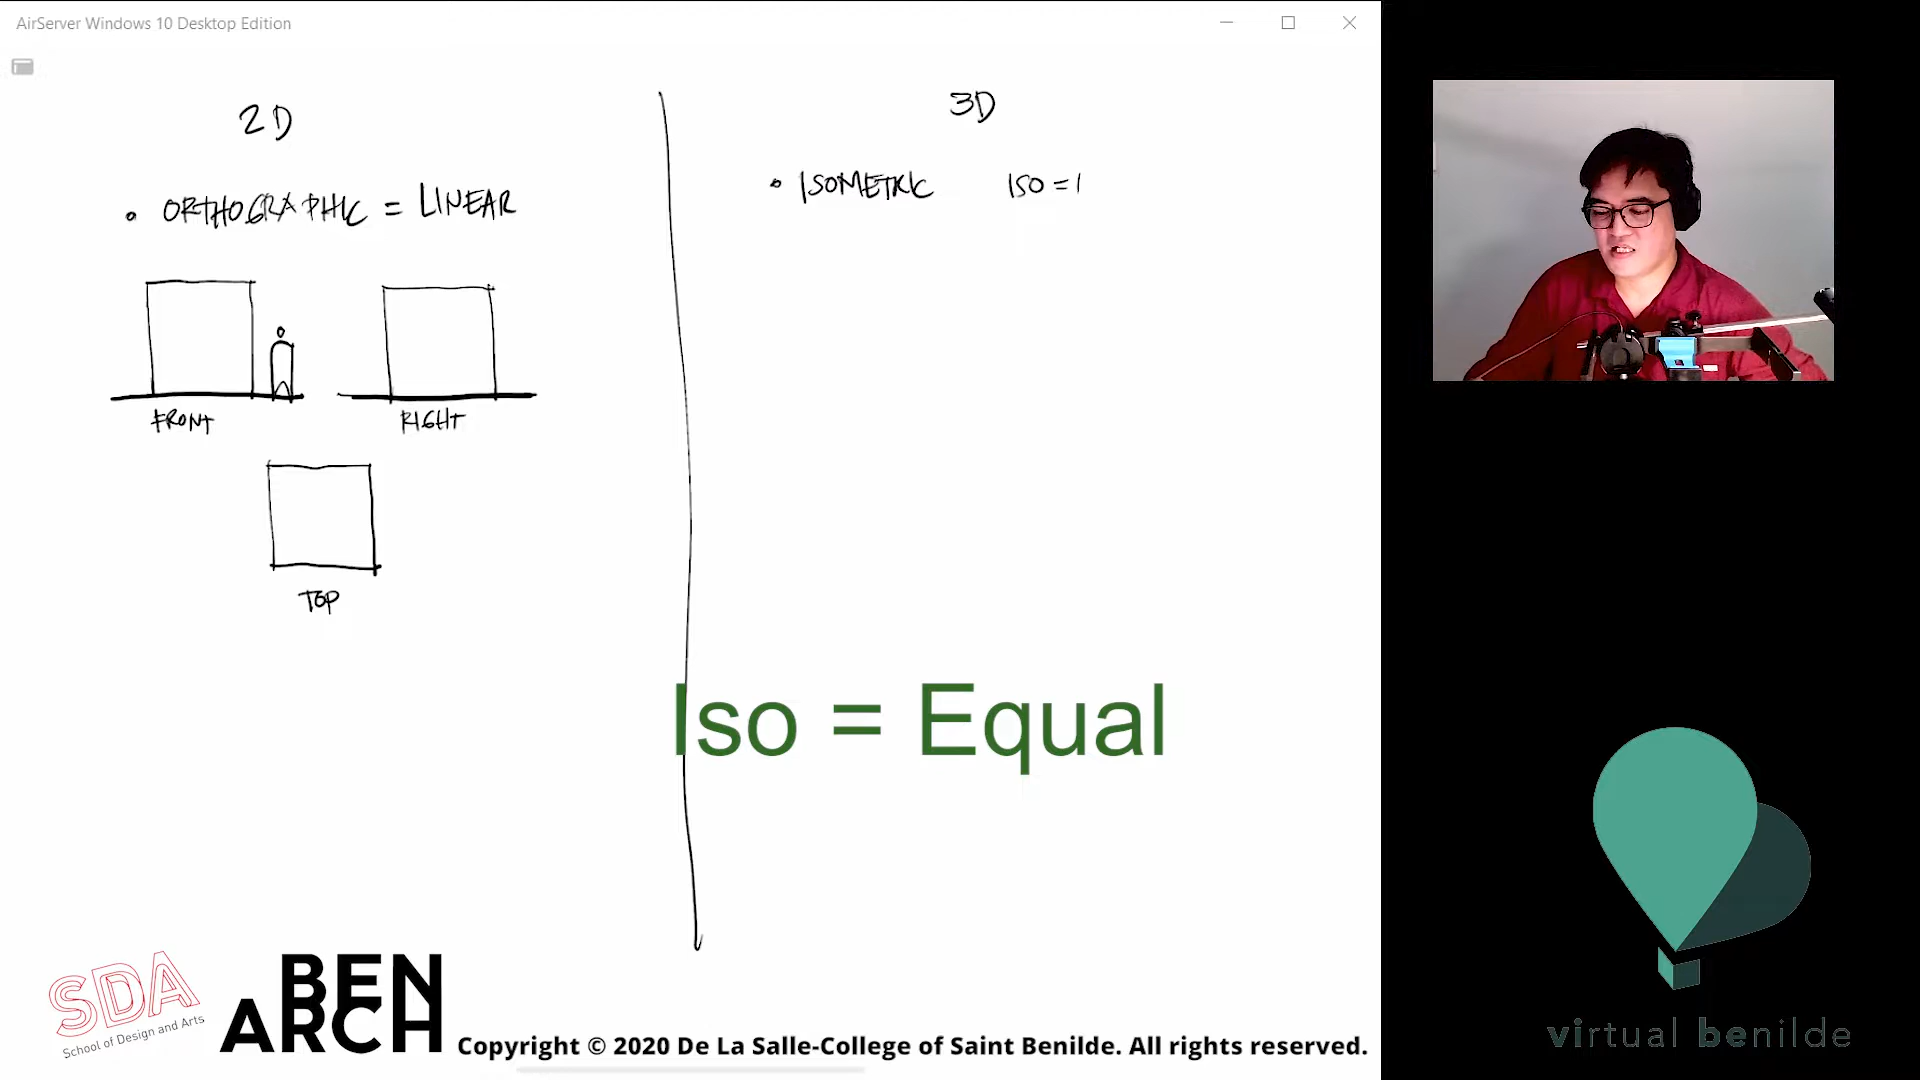 AirServer Windows 10 Desktop Edition
2D
• ORTHOGRAPHIC = LINEAR
FRONT
RIGHT
TOP
3D
• ISOMETRIC ISO = 1
Iso = Equal
SDA
School of Design and Arts
BEN
ARCH
Copyright © 2020 De La Salle-College of Saint Benilde. All rights reserved.
virtual benilde